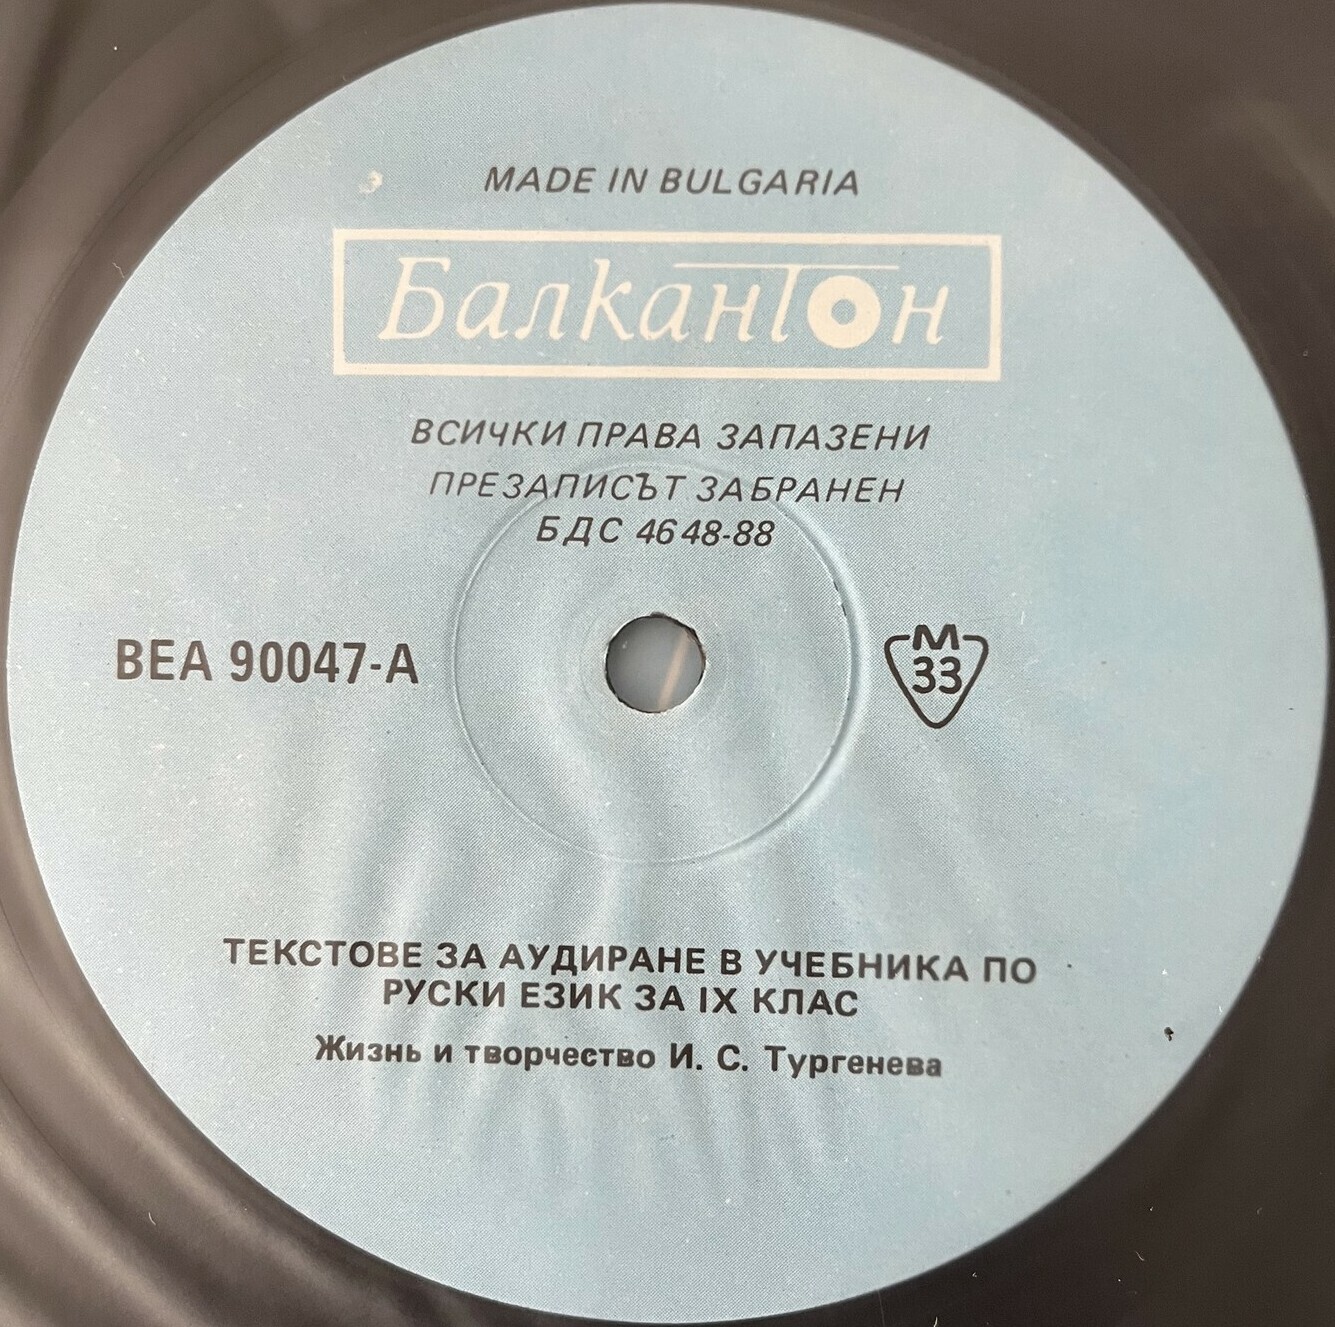 MADE IN BULGARIA
Балкантон
ВСИЧКИ ПРАВА ЗАПАЗЕНИ
ПРЕЗАПИСЪТ ЗАБРАНЕН
БДС 4648-88
ВЕА 90047-А
М
33
ТЕКСТОВЕ ЗА АУДИРАНЕ В УЧЕБНИКА ПО
РУСКИ ЕЗИК ЗА IX КЛАС
Жизнь и творчество И. С. Тургенева